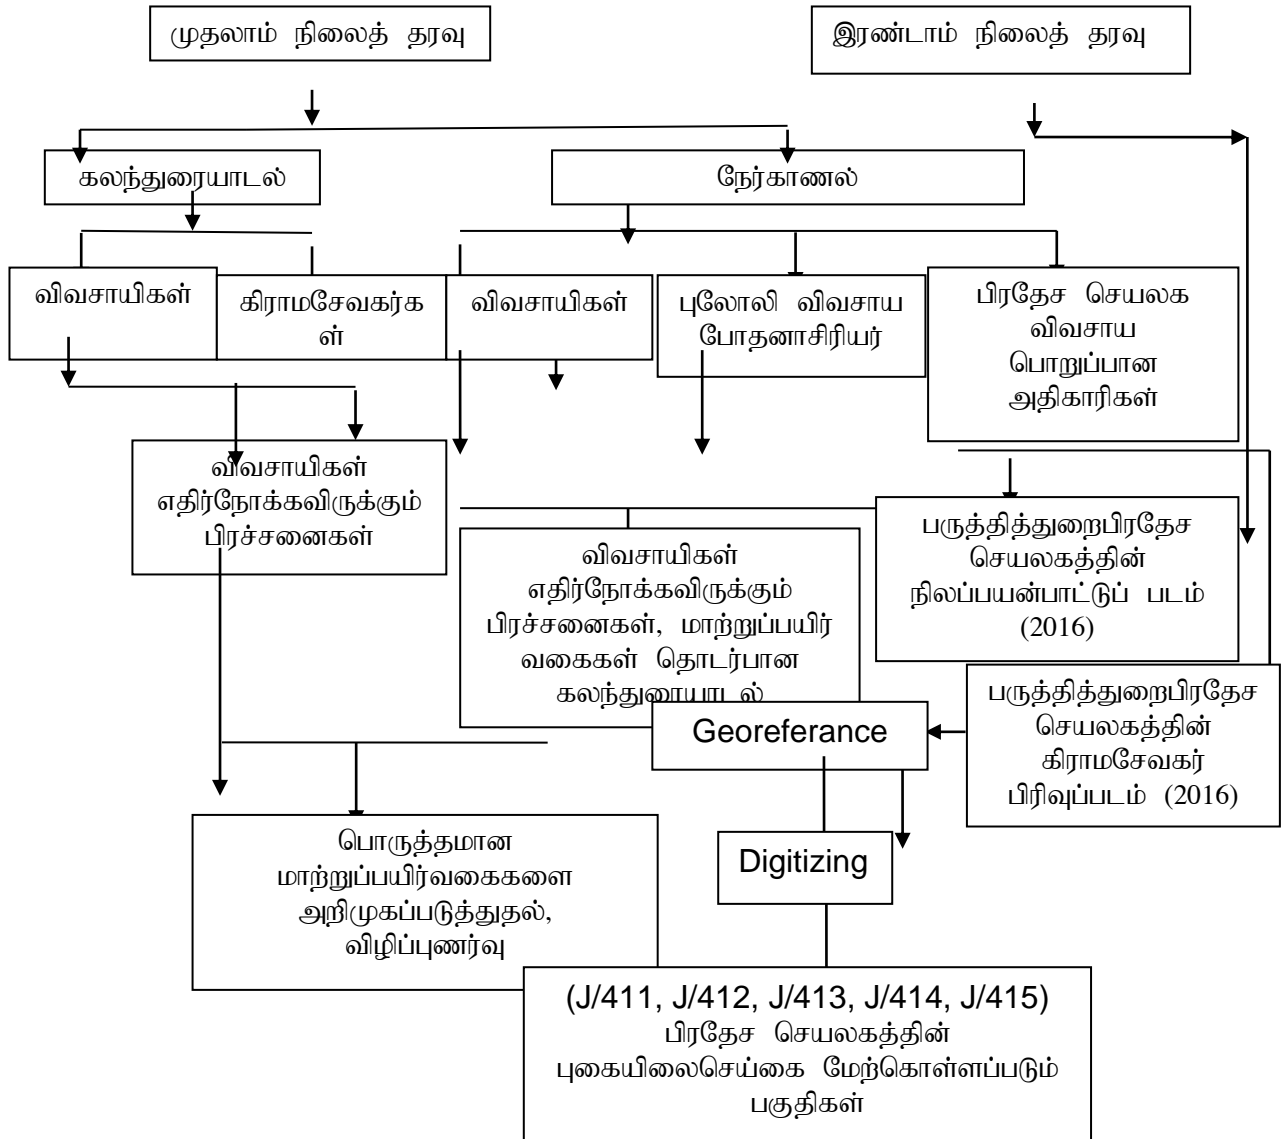 முதலாம் நிலைத் தரவு
இரண்டாம் நிலைத் தரவு
கலந்துரையாடல்
நேர்காணல்
விவசாயிகள்
கிராமசேவகர்க
ள்
விவசாயிகள்
புலோலி விவசாய
போதனாசிரியர்
பிரதேச செயலக
விவசாய
பொறுப்பான
அதிகாரிகள்
விவசாயிகள்
எதிர்நோக்கவிருக்கும்
பிரச்சனைகள்
விவசாயிகள்
எதிர்நோக்கவிருக்கும்
பிரச்சனைகள், மாற்றுப்பயிர்
வகைகள் தொடர்பான
கலந்துரையாடல்
பருத்தித்துறைபிரதேச
செயலகத்தின்
நிலப்பயன்பாட்டுப் படம்
(2016)
பருத்தித்துறைபிரதேச
செயலகத்தின்
கிராமசேவகர்
பிரிவுப்படம் (2016)
Georeferance
Digitizing
பொருத்தமான
மாற்றுப்பயிர்வகைகளை
அறிமுகப்படுத்துதல்,
விழிப்புணர்வு
(J/411, J/412, J/413, J/414, J/415)
பிரதேச செயலகத்தின்
புகையிலைசெய்கை மேற்கொள்ளப்படும்
பகுதிகள்